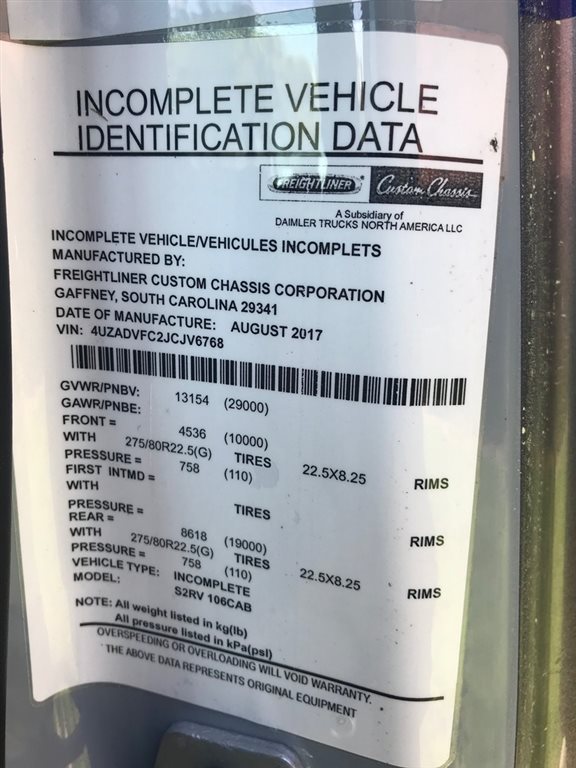 INCOMPLETE VEHICLE
IDENTIFICATION DATA
FREIGHTLINER Custom Chassis
A Subsidiary of
DAIMLER TRUCKS NORTH AMERICA LLC
INCOMPLETE VEHICLE/VEHICULES INCOMPLETS
MANUFACTURED BY:
FREIGHTLINER CUSTOM CHASSIS CORPORATION
GAFFNEY, SOUTH CAROLINA 29341
DATE OF MANUFACTURE: AUGUST 2017
VIN: 4UZADVFC2JCJV6768
GVWR/PNBV: 13154 (29000)
GAWR/PNBE:
FRONT = 4536 (10000)
WITH 275/80R22.5(G) TIRES 22.5X8.25 RIMS
PRESSURE = 758 (110)
FIRST INTMD =
WITH TIRES RIMS
PRESSURE =
REAR = 8618 (19000)
WITH 275/80R22.5(G) TIRES 22.5X8.25 RIMS
PRESSURE = 758 (110)
VEHICLE TYPE: INCOMPLETE
MODEL: S2RV 106CAB
NOTE: All weight listed in kg(lb)
All pressure listed in kPa(psi)
OVERSPEEDING OR OVERLOADING WILL VOID WARRANTY.
THE ABOVE DATA REPRESENTS ORIGINAL EQUIPMENT